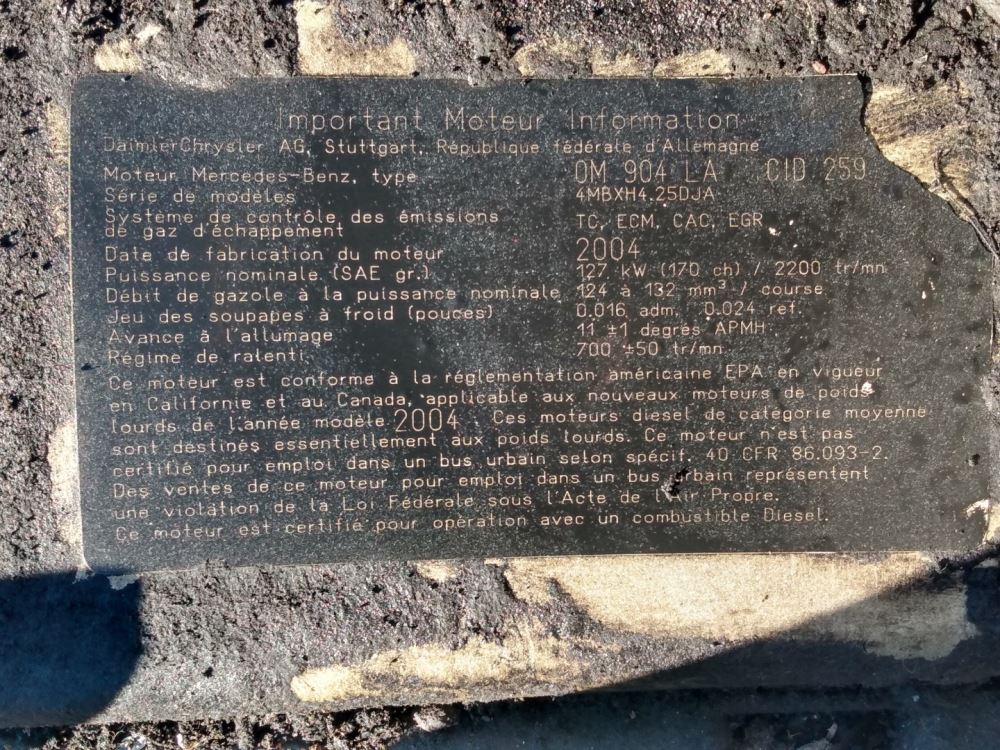 Important Moteur Information
DaimlerChrysler AG, Stuttgart, République fédérale d'Allemagne
Moteur Mercedes-Benz, type OM 904 LA CID 259
Série de modèles 4MBXH4.25DJA
Système de contrôle des émissions
de gaz d'échappement TC, ECM, CAC, EGR
Date de fabrication du moteur 2004
Puissance nominale (SAE gr.) 127 kW (170 ch) / 2200 tr/mn
Débit de gazole à la puissance nominale 124 à 132 mm³ / course
Jeu des soupapes à froid (pouces) 0.016 adm. 0.024 ref.
Avance à l'allumage 11 ±1 degrés APMH
Régime de ralenti 700 ±50 tr/mn
Ce moteur est conforme à la réglementation américaine EPA en vigueur
en Californie et au Canada, applicable aux nouveaux moteurs de poids
lourds de l'année modèle 2004 Ces moteurs diesel de catégorie moyenne
sont destinés essentiellement aux poids lourds. Ce moteur n'est pas
certifié pour emploi dans un bus urbain selon spécif. 40 CFR 86.093-2.
Des ventes de ce moteur pour emploi dans un bus urbain représentent
une violation de la Loi Fédérale sous l'Acte de l'Air Propre.
Ce moteur est certifié pour opération avec un combustible Diesel.